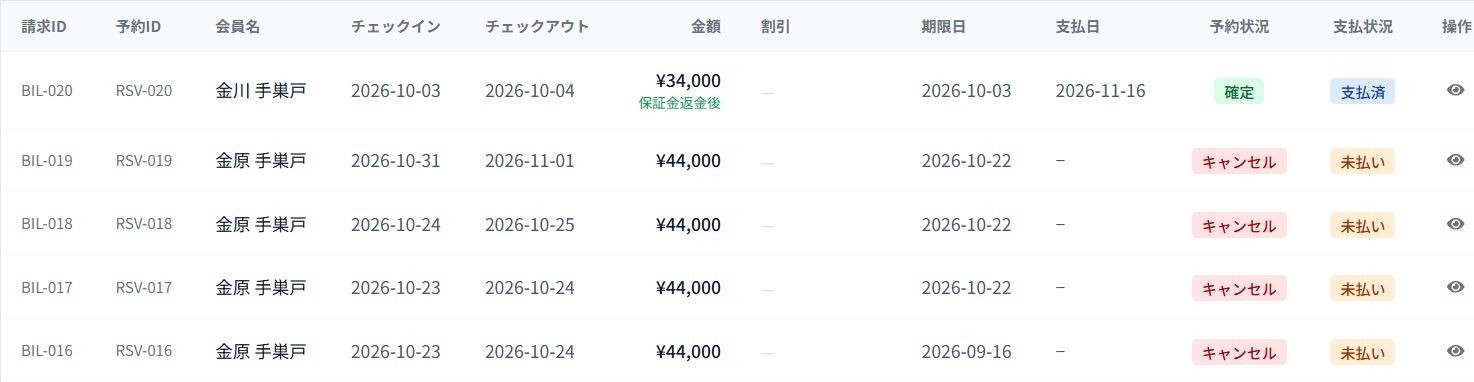 請求ID 予約ID 会員名 チェックイン チェックアウト 金額 割引 期限日 支払日 予約状況 支払状況 操作
BIL-020 RSV-020 金川 手巣戸 2026-10-03 2026-10-04 ¥34,000 — 2026-10-03 2026-11-16 確定 支払済
保証金返金後
BIL-019 RSV-019 金原 手巣戸 2026-10-31 2026-11-01 ¥44,000 — 2026-10-22 – キャンセル 未払い
BIL-018 RSV-018 金原 手巣戸 2026-10-24 2026-10-25 ¥44,000 — 2026-10-22 – キャンセル 未払い
BIL-017 RSV-017 金原 手巣戸 2026-10-23 2026-10-24 ¥44,000 — 2026-10-22 – キャンセル 未払い
BIL-016 RSV-016 金原 手巣戸 2026-10-23 2026-10-24 ¥44,000 — 2026-09-16 – キャンセル 未払い